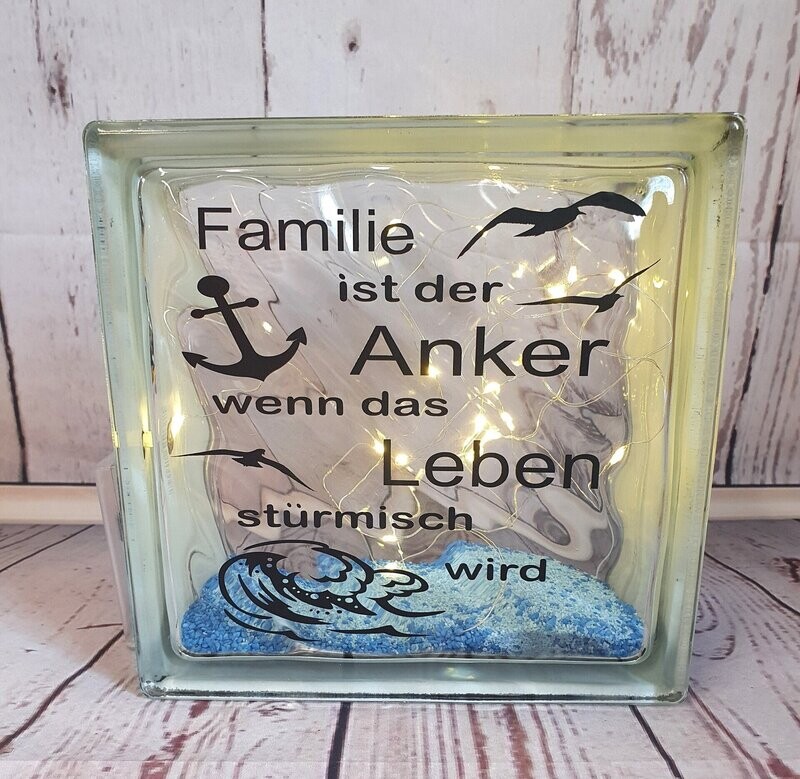 Familie
ist der
Anker
wenn das
Leben
stürmisch
wird